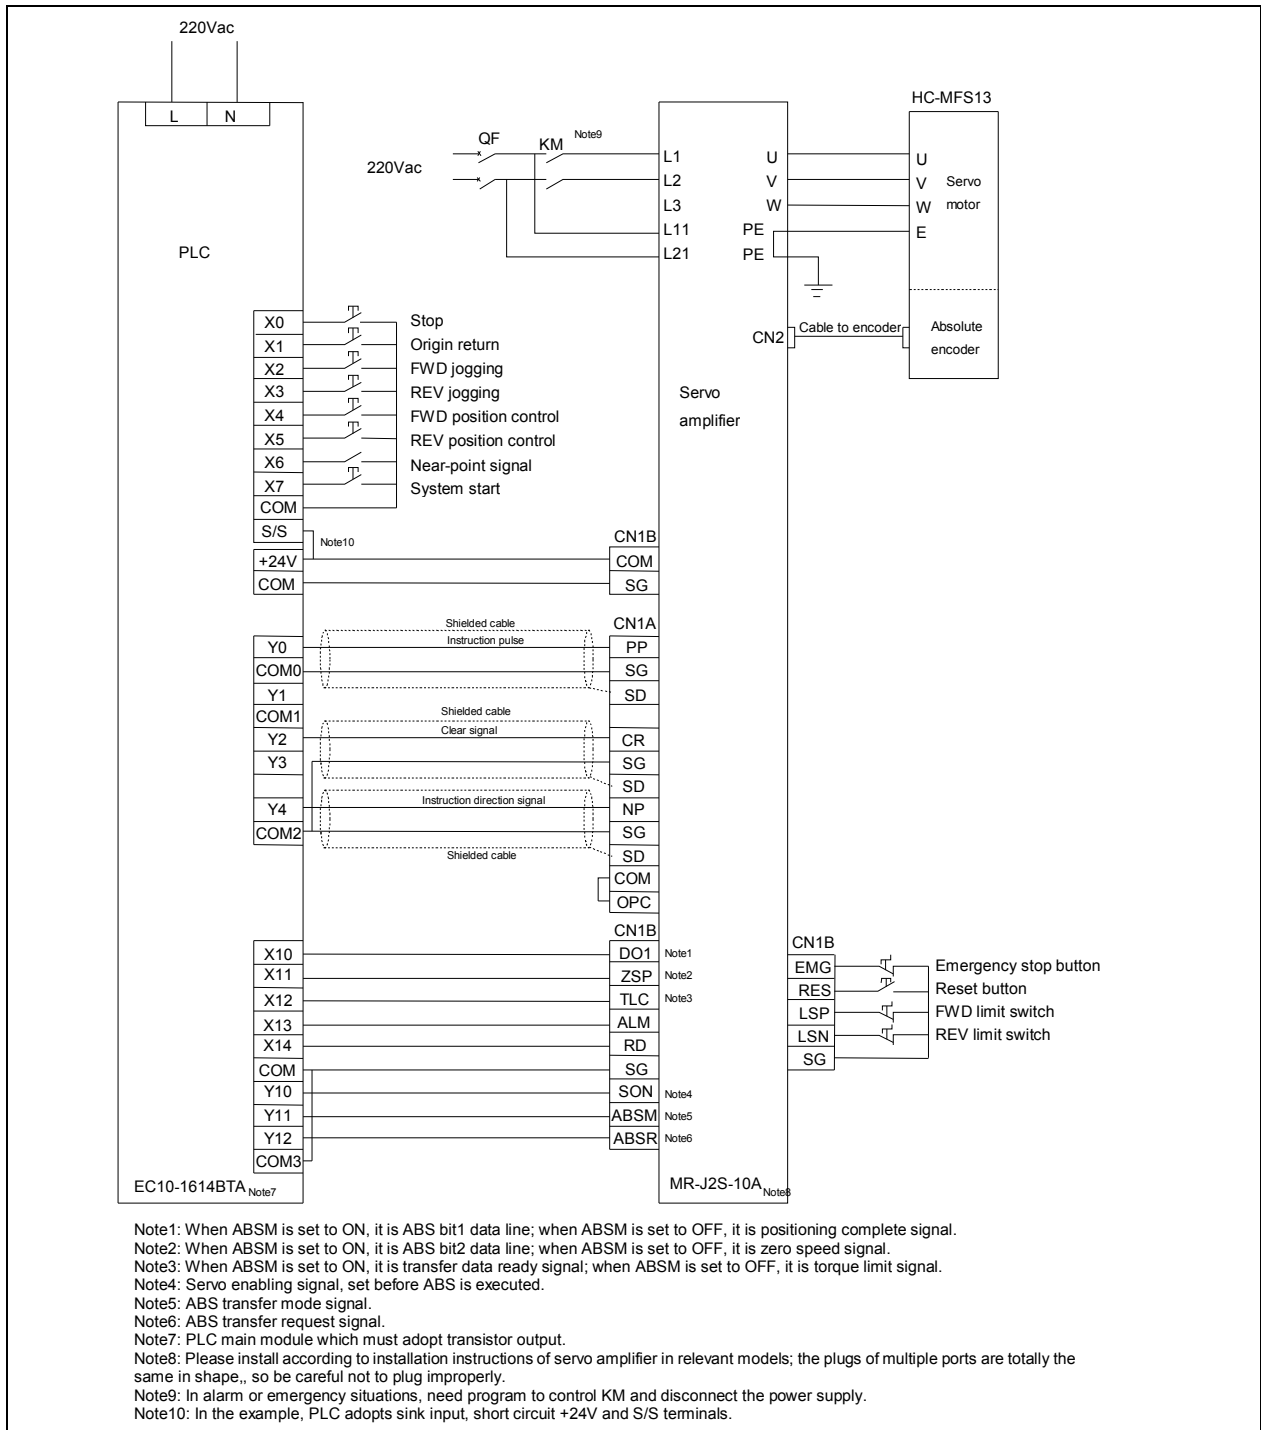 220Vac
L N
PLC
220Vac
QF
KM
Note9
L1
L2
L3
L11
L21
U
V
W
PE
PE
HC-MFS13
U
V
W
E
Servo
motor
Absolute
encoder
CN2
Cable to encoder
Servo
amplifier
X0 Stop
X1 Origin return
X2 FWD jogging
X3 REV jogging
X4 FWD position control
X5 REV position control
X6 Near-point signal
X7 System start
COM
S/S
Note10
+24V
COM
CN1B
COM
SG
Shielded cable
Instruction pulse
CN1A
Y0 PP
COM0 SG
Y1 SD
COM1
Shielded cable
Clear signal
Y2 CR
Y3 SG
SD
Instruction direction signal
Y4 NP
COM2 SG
Shielded cable
SD
COM
OPC
CN1B
X10 DO1 Note1
X11 ZSP Note2
X12 TLC Note3
X13 ALM
X14 RD
COM SG
Y10 SON Note4
Y11 ABSM Note5
Y12 ABSR Note6
COM3
CN1B
EMG Emergency stop button
RES Reset button
LSP FWD limit switch
LSN REV limit switch
SG
EC10-1614BTA Note7
MR-J2S-10A Note8
Note1: When ABSM is set to ON, it is ABS bit1 data line; when ABSM is set to OFF, it is positioning complete signal.
Note2: When ABSM is set to ON, it is ABS bit2 data line; when ABSM is set to OFF, it is zero speed signal.
Note3: When ABSM is set to ON, it is transfer data ready signal; when ABSM is set to OFF, it is torque limit signal.
Note4: Servo enabling signal, set before ABS is executed.
Note5: ABS transfer mode signal.
Note6: ABS transfer request signal.
Note7: PLC main module which must adopt transistor output.
Note8: Please install according to installation instructions of servo amplifier in relevant models; the plugs of multiple ports are totally the
same in shape,, so be careful not to plug improperly.
Note9: In alarm or emergency situations, need program to control KM and disconnect the power supply.
Note10: In the example, PLC adopts sink input, short circuit +24V and S/S terminals.